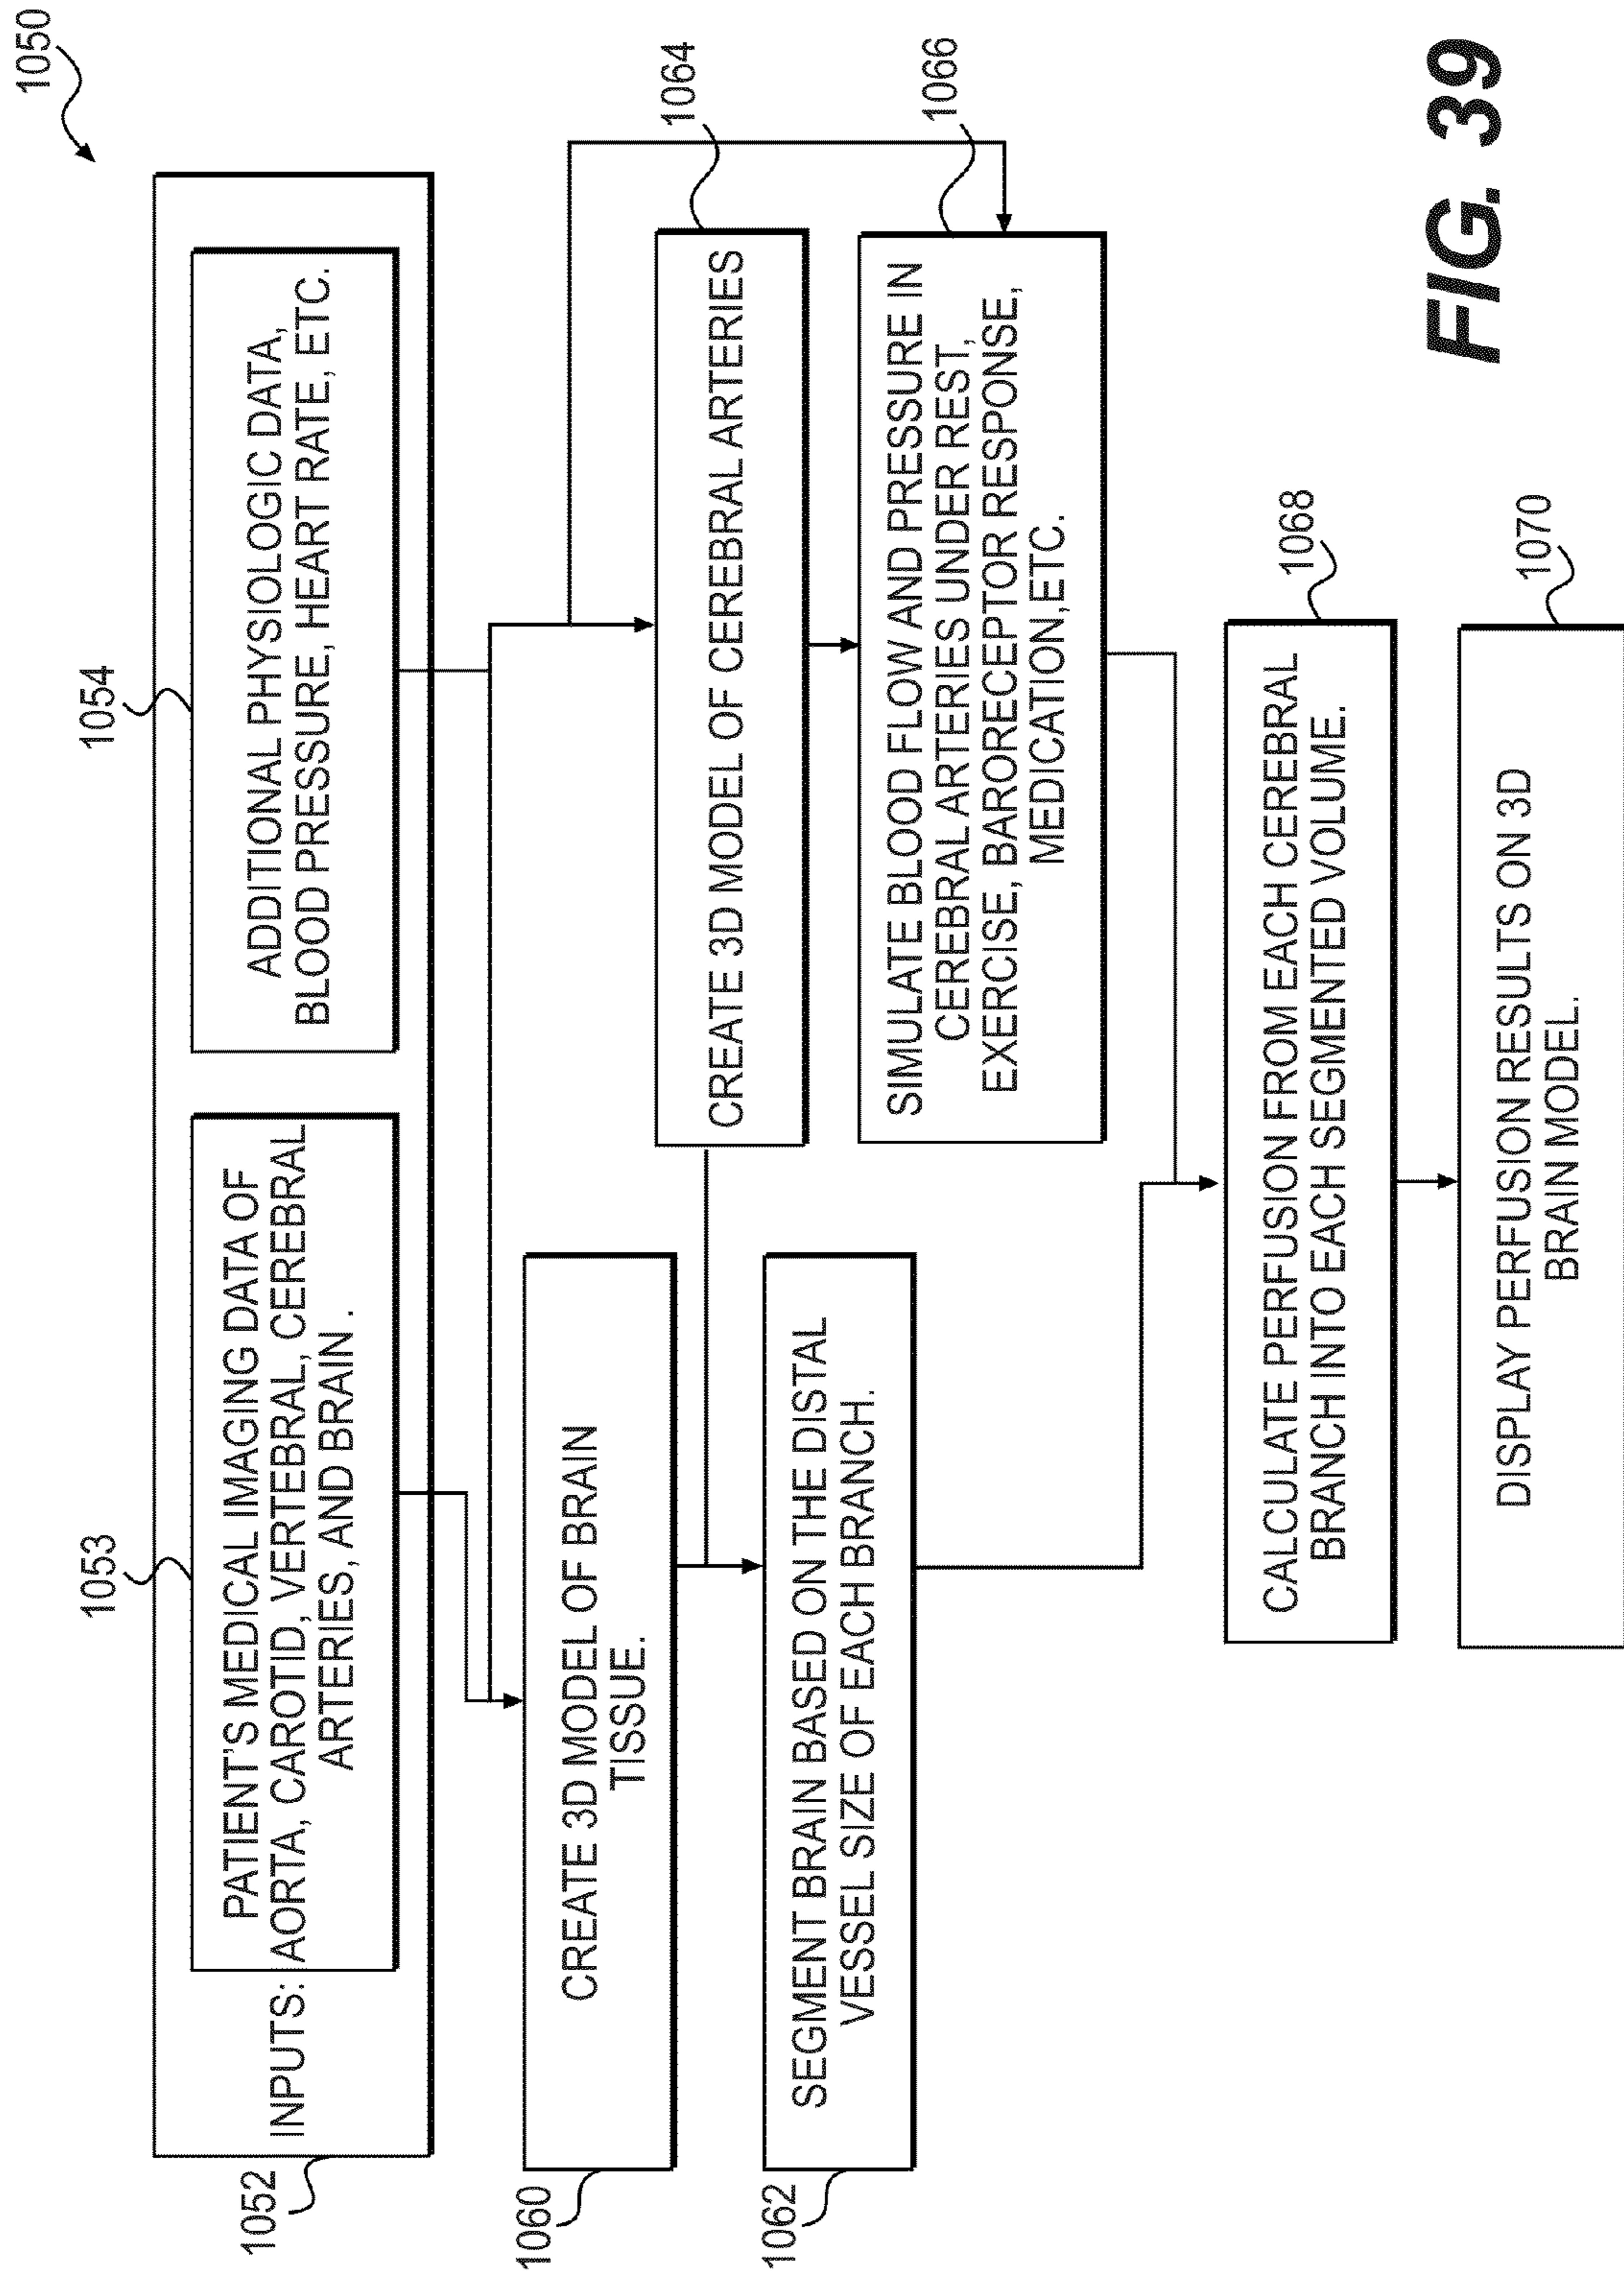 1050
1054
1053
ADDITIONAL PHYSIOLOGIC DATA,
BLOOD PRESSURE, HEART RATE, ETC.
PATIENT'S MEDICAL IMAGING DATA OF
INPUTS: AORTA, CAROTID, VERTEBRAL, CEREBRAL
ARTERIES, AND BRAIN .
1052
1064
CREATE 3D MODEL OF CEREBRAL ARTERIES
1060
CREATE 3D MODEL OF BRAIN
TISSUE.
1066
SIMULATE BLOOD FLOW AND PRESSURE IN
CEREBRAL ARTERIES UNDER REST,
EXERCISE, BARORECEPTOR RESPONSE,
MEDICATION,ETC.
1062
SEGMENT BRAIN BASED ON THE DISTAL
VESSEL SIZE OF EACH BRANCH.
1068
CALCULATE PERFUSION FROM EACH CEREBRAL
BRANCH INTO EACH SEGMENTED VOLUME.
1070
DISPLAY PERFUSION RESULTS ON 3D
BRAIN MODEL.
FIG. 39